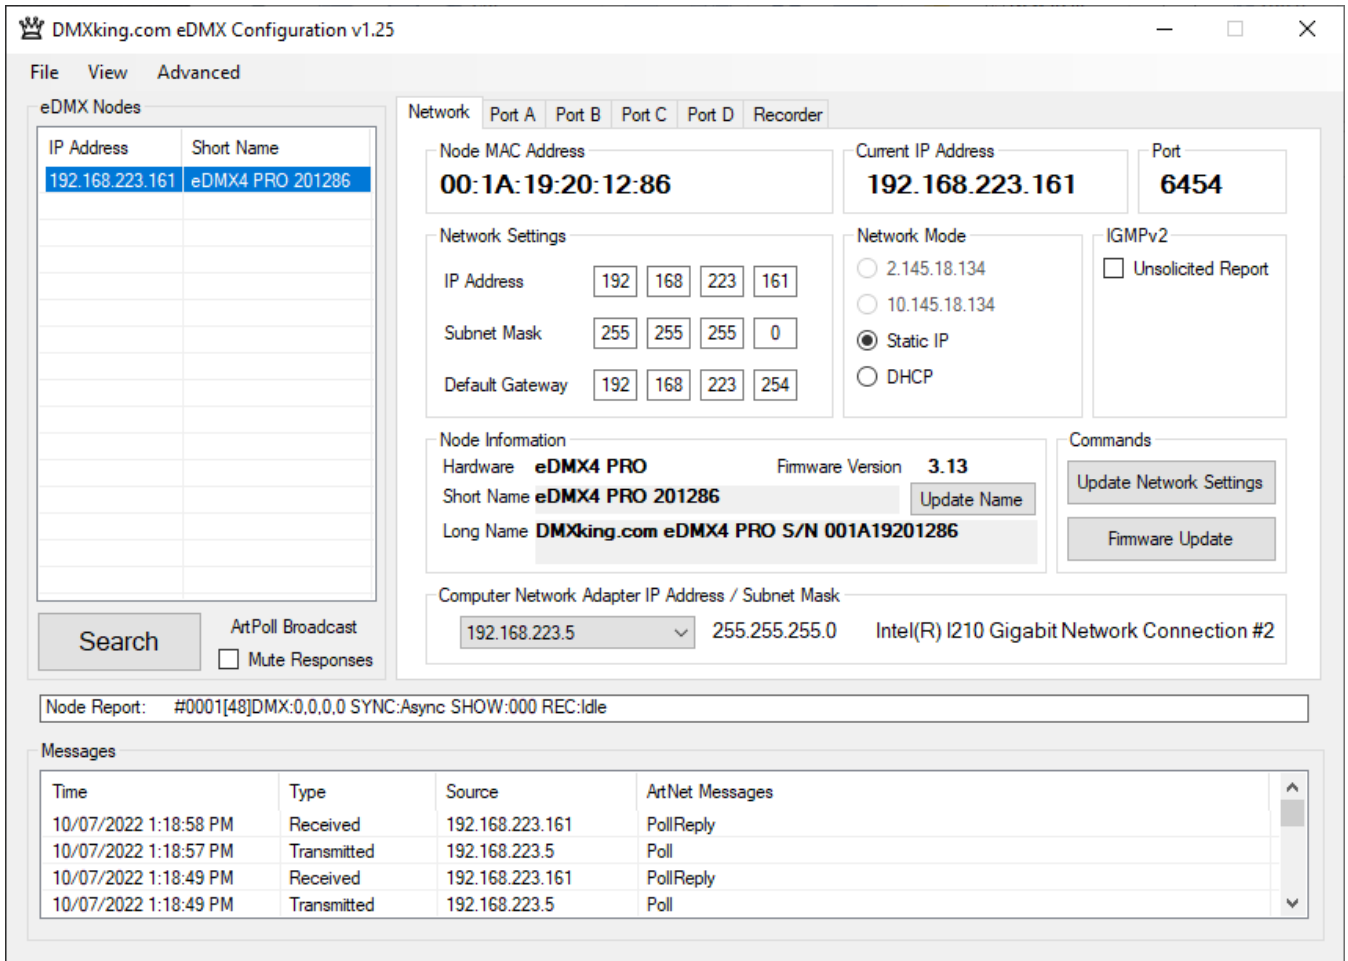 DMXking.com eDMX Configuration v1.25
File View Advanced
eDMX Nodes
IP Address Short Name
192.168.223.161 eDMX4 PRO 201286
Search
ArtPoll Broadcast
Mute Responses
Network Port A Port B Port C Port D Recorder
Node MAC Address
00:1A:19:20:12:86
Current IP Address
192.168.223.161
Port
6454
Network Settings
IP Address 192 168 223 161
Subnet Mask 255 255 255 0
Default Gateway 192 168 223 254
Network Mode
2.145.18.134
10.145.18.134
Static IP
DHCP
IGMPv2
Unsolicited Report
Node Information
Hardware eDMX4 PRO Firmware Version 3.13
Short Name eDMX4 PRO 201286 Update Name
Long Name DMXking.com eDMX4 PRO S/N 001A19201286
Commands
Update Network Settings
Firmware Update
Computer Network Adapter IP Address / Subnet Mask
192.168.223.5 255.255.255.0 Intel(R) I210 Gigabit Network Connection #2
Node Report: #0001[48]DMX:0,0,0,0 SYNC:Async SHOW:000 REC:Idle
Messages
Time Type Source ArtNet Messages
10/07/2022 1:18:58 PM Received 192.168.223.161 PollReply
10/07/2022 1:18:57 PM Transmitted 192.168.223.5 Poll
10/07/2022 1:18:49 PM Received 192.168.223.161 PollReply
10/07/2022 1:18:49 PM Transmitted 192.168.223.5 Poll